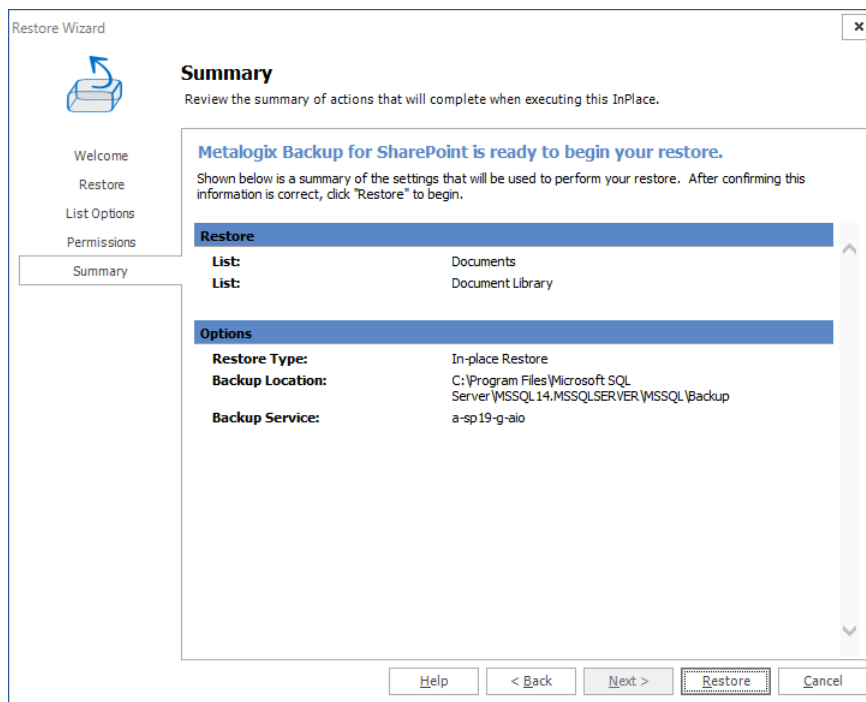 Restore Wizard
Summary
Review the summary of actions that will complete when executing this InPlace.
Welcome
Restore
List Options
Permissions
Summary
Metalogix Backup for SharePoint is ready to begin your restore.
Shown below is a summary of the settings that will be used to perform your restore. After confirming this
information is correct, click "Restore" to begin.
Restore
List: Documents
List: Document Library
Options
Restore Type: In-place Restore
Backup Location: C:\Program Files\Microsoft SQL
Server\MSSQL14.MSSQLSERVER\MSSQL\Backup
Backup Service: a-sp19-g-aio
Help < Back Next > Restore Cancel